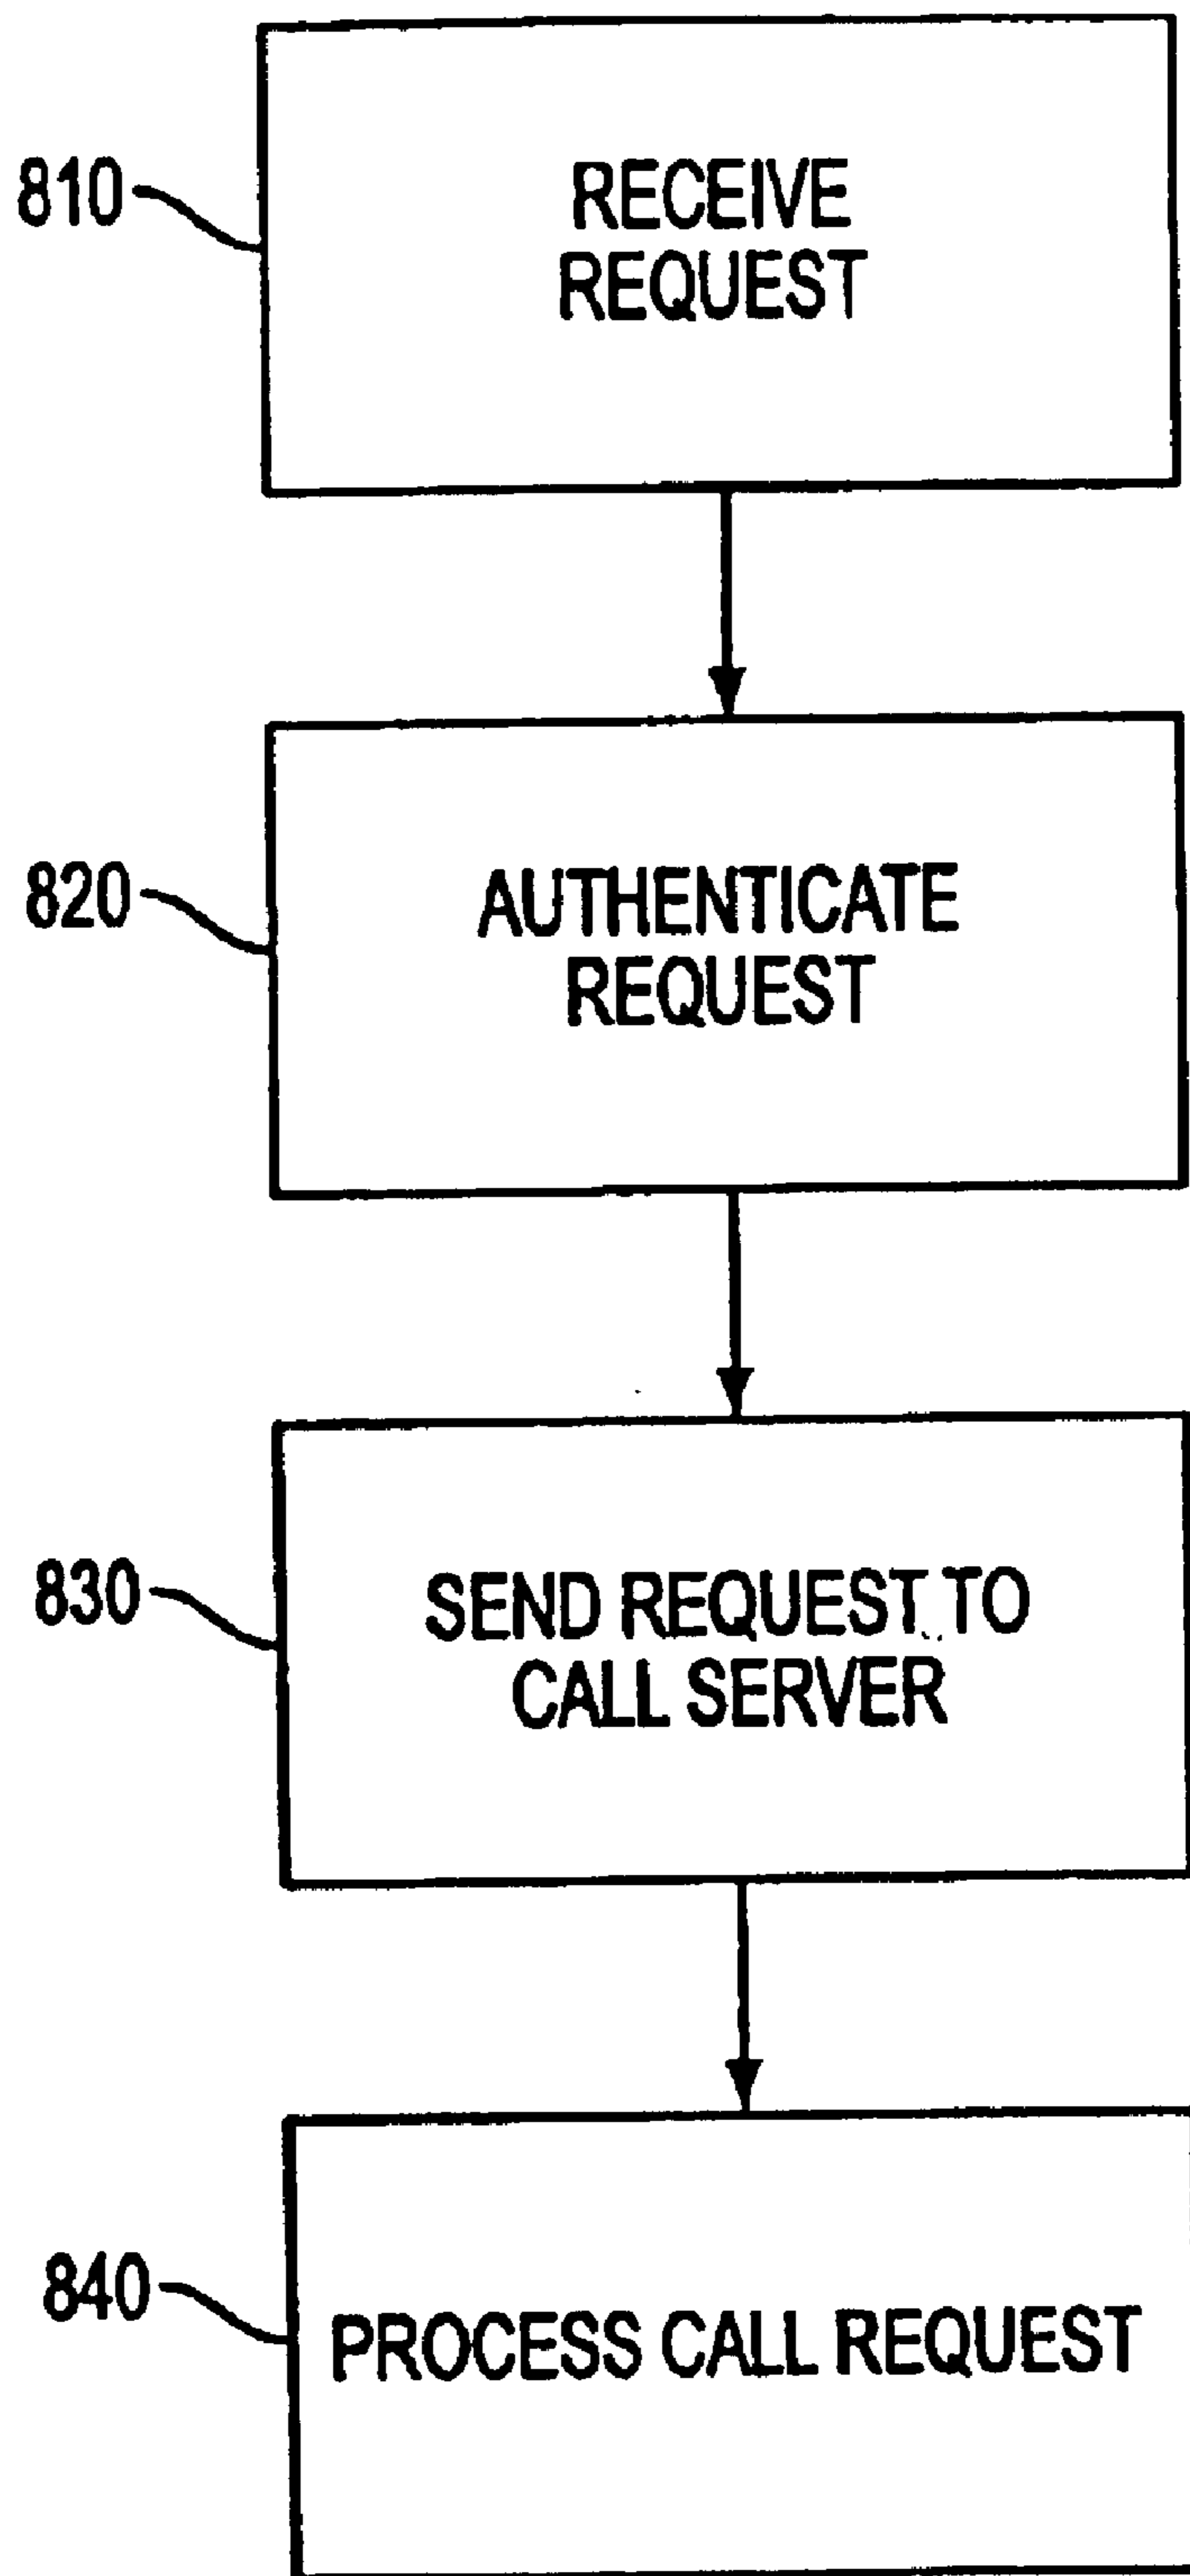 810
RECEIVE
REQUEST
820
AUTHENTICATE
REQUEST
830
SEND REQUEST TO
CALL SERVER
840
PROCESS CALL REQUEST